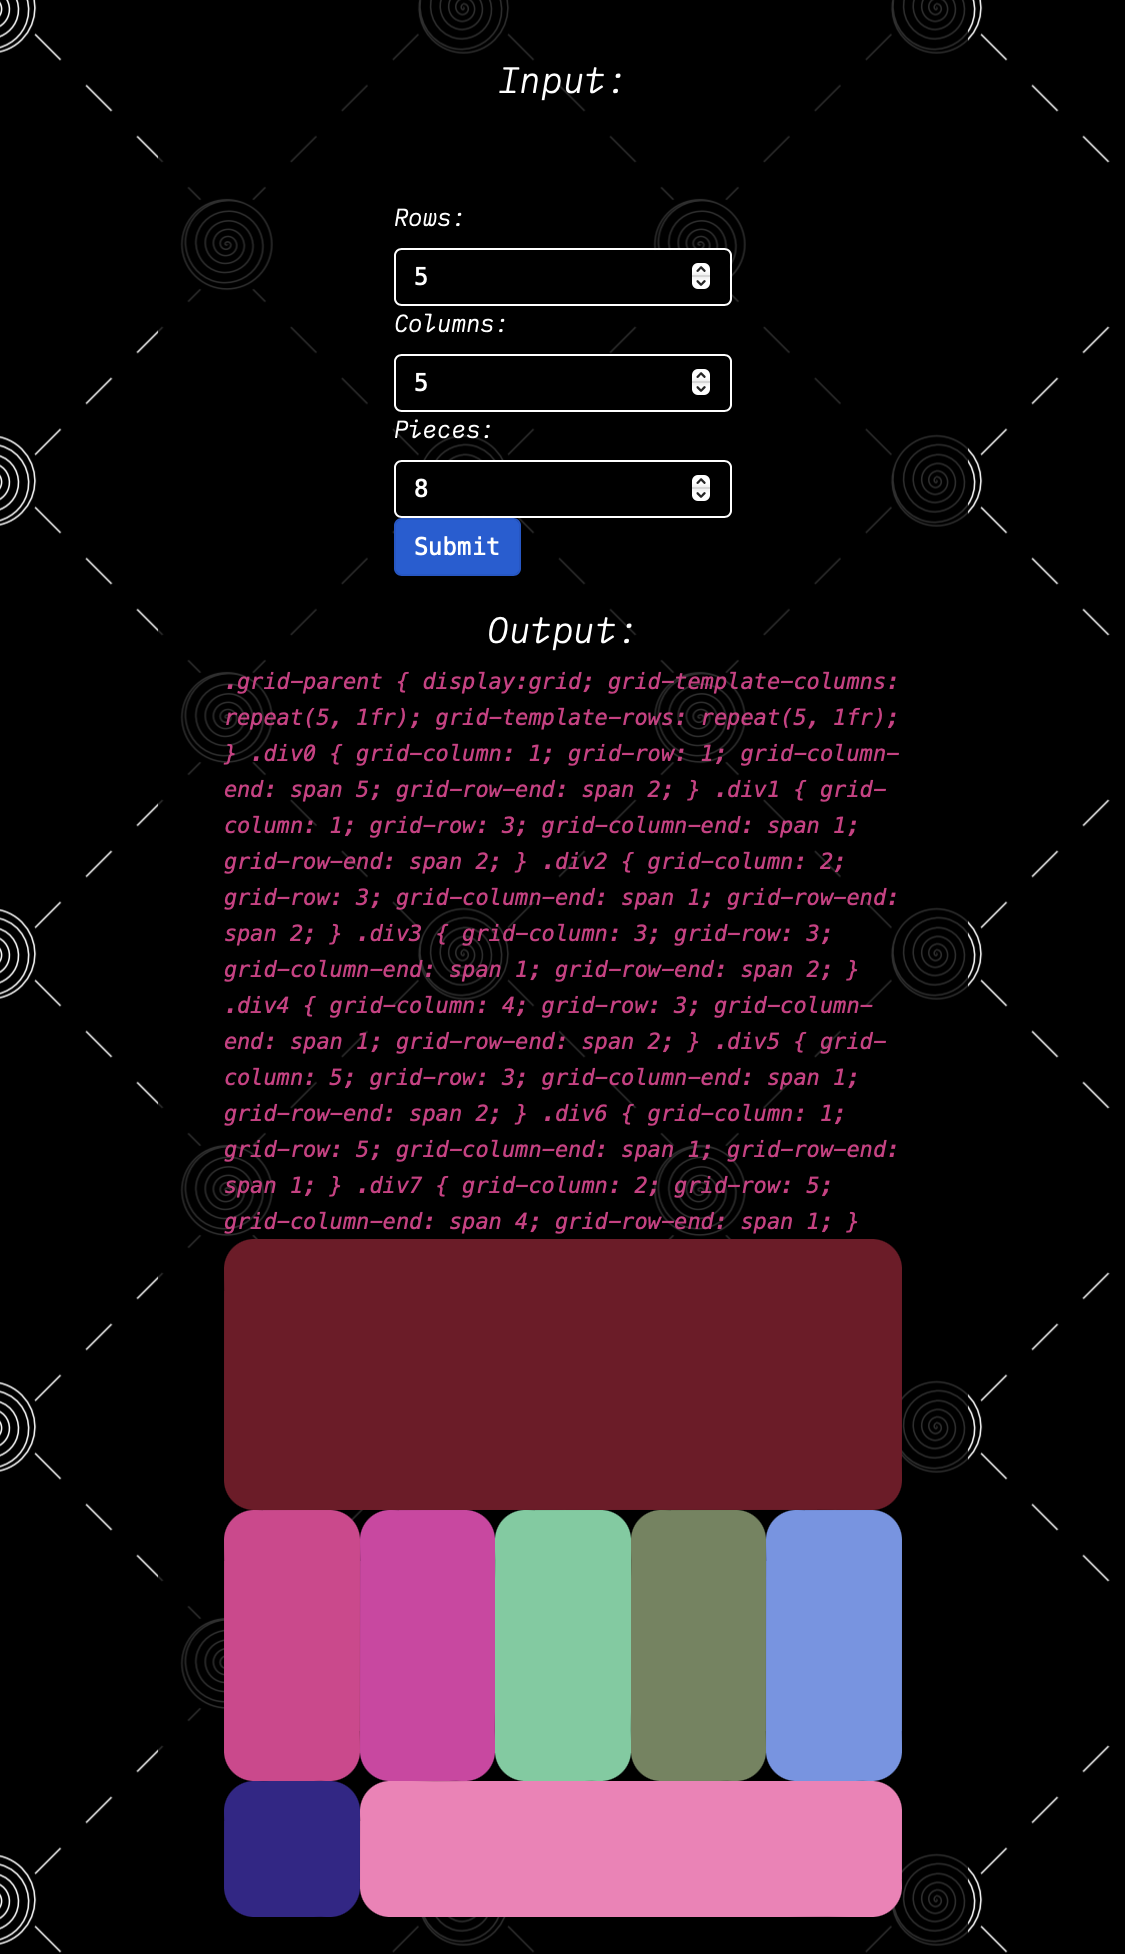 Input:
Rows:
5
Columns:
5
Pieces:
8
Submit
Output:
.grid-parent { display:grid; grid-template-columns:
repeat(5, 1fr); grid-template-rows: repeat(5, 1fr);
} .div0 { grid-column: 1; grid-row: 1; grid-column-
end: span 5; grid-row-end: span 2; } .div1 { grid-
column: 1; grid-row: 3; grid-column-end: span 1;
grid-row-end: span 2; } .div2 { grid-column: 2;
grid-row: 3; grid-column-end: span 1; grid-row-end:
span 2; } .div3 { grid-column: 3; grid-row: 3;
grid-column-end: span 1; grid-row-end: span 2; }
.div4 { grid-column: 4; grid-row: 3; grid-column-
end: span 1; grid-row-end: span 2; } .div5 { grid-
column: 5; grid-row: 3; grid-column-end: span 1;
grid-row-end: span 2; } .div6 { grid-column: 1;
grid-row: 5; grid-column-end: span 1; grid-row-end:
span 1; } .div7 { grid-column: 2; grid-row: 5;
grid-column-end: span 4; grid-row-end: span 1; }